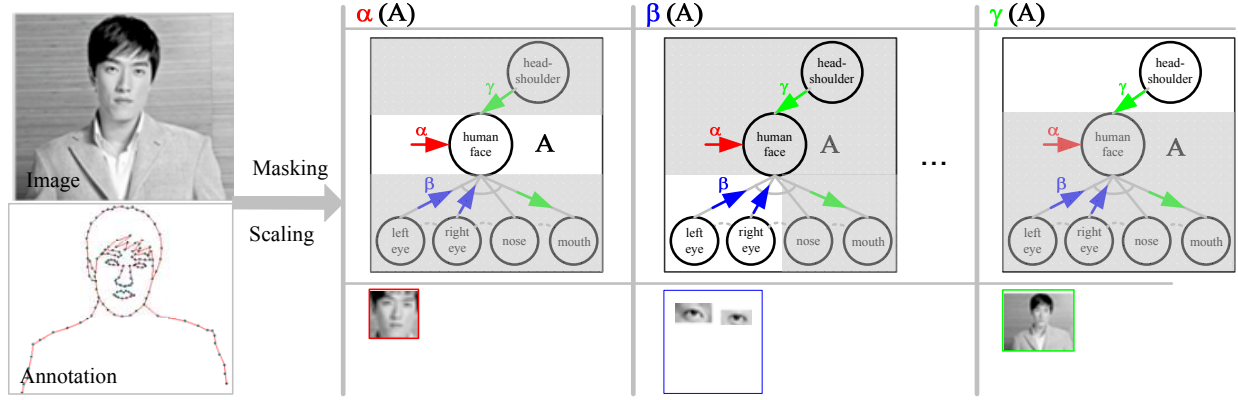 Image
Annotation
Masking
Scaling
α (A)
head-
shoulder
γ
α
human
face
A
β
left
eye
right
eye
nose
mouth
β (A)
head-
shoulder
γ
α
human
face
A
β
left
eye
right
eye
nose
mouth
...
γ (A)
head-
shoulder
γ
α
human
face
A
β
left
eye
right
eye
nose
mouth